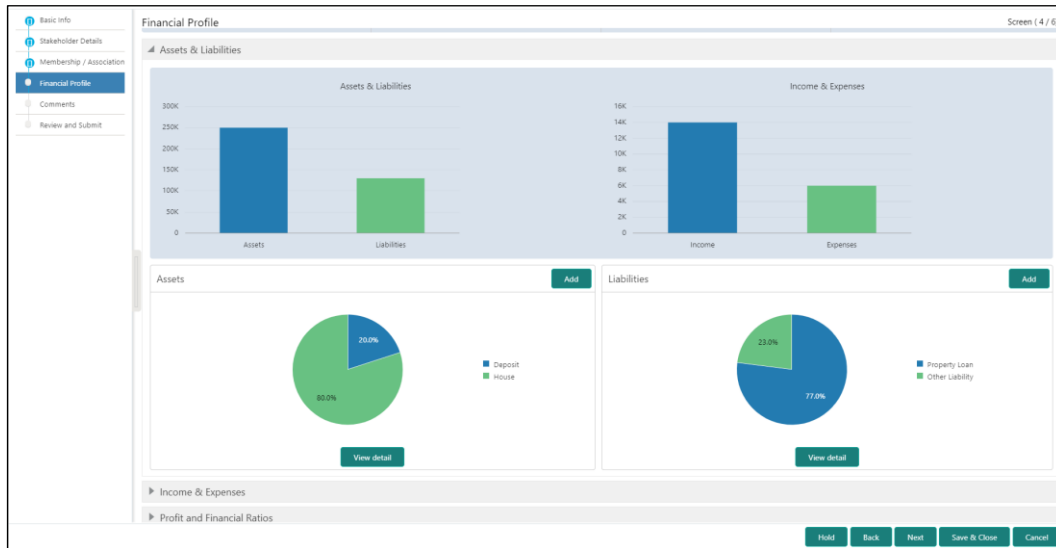 Basic Info
Stakeholder Details
Membership / Association
Financial Profile
Comments
Review and Submit
Financial Profile
Screen ( 4 / 6
Assets & Liabilities
Assets & Liabilities
300K
250K
200K
150K
100K
50K
0
Assets
Liabilities
Income & Expenses
16K
14K
12K
10K
8K
6K
4K
2K
0
Income
Expenses
Assets
Add
20.0%
80.0%
Deposit
House
View detail
Liabilities
Add
23.0%
77.0%
Property Loan
Other Liability
View detail
Income & Expenses
Profit and Financial Ratios
Hold
Back
Next
Save & Close
Cancel